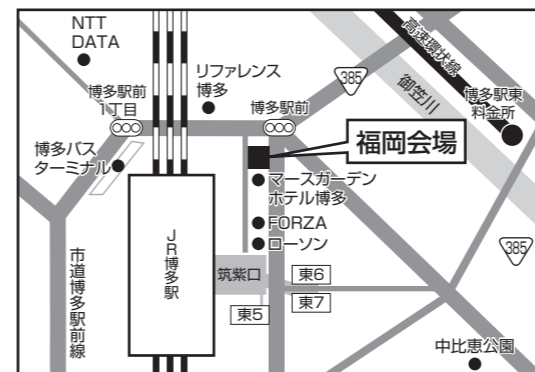 NTT
DATA
リファレンス
博多
385
高速環状線
御笠川
博多駅東
料金所
博多駅前
1丁目
博多駅前
福岡会場
博多バス
ターミナル
マースガーデン
ホテル博多
FORZA
ローソン
JR博多駅
市道博多駅前線
筑紫口
東6
東7
東5
385
中比恵公園